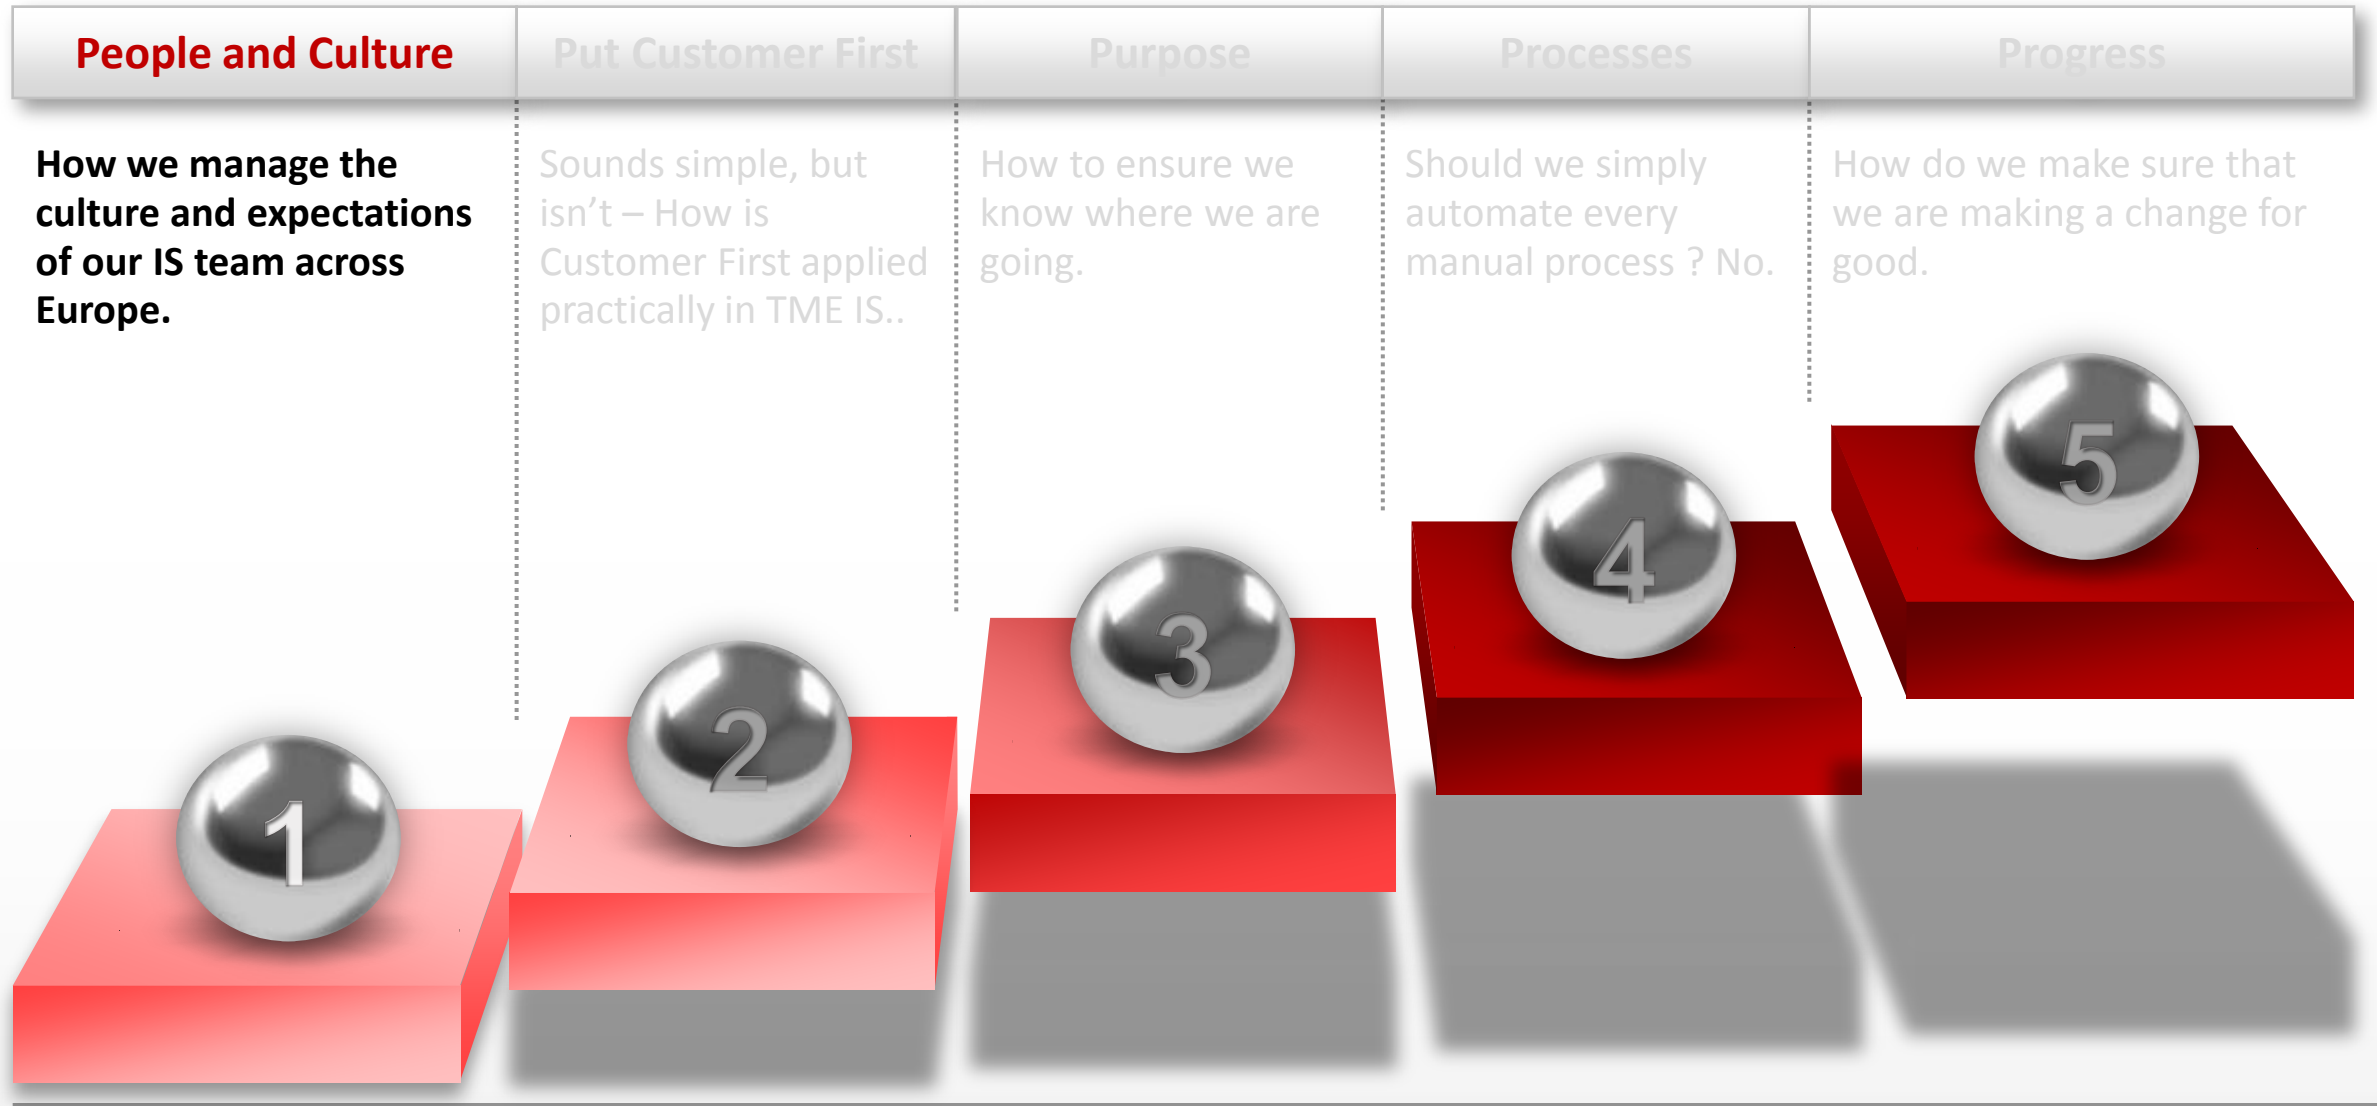 People and Culture
Put Customer First
Purpose
Processes
Progress
How we manage the
culture and expectations
of our IS team across
Europe.
Sounds simple, but
isn’t – How is
Customer First applied
practically in TME IS..
How to ensure we
know where we are
going.
Should we simply
automate every
manual process ? No.
How do we make sure that
we are making a change for
good.
1
2
3
4
5